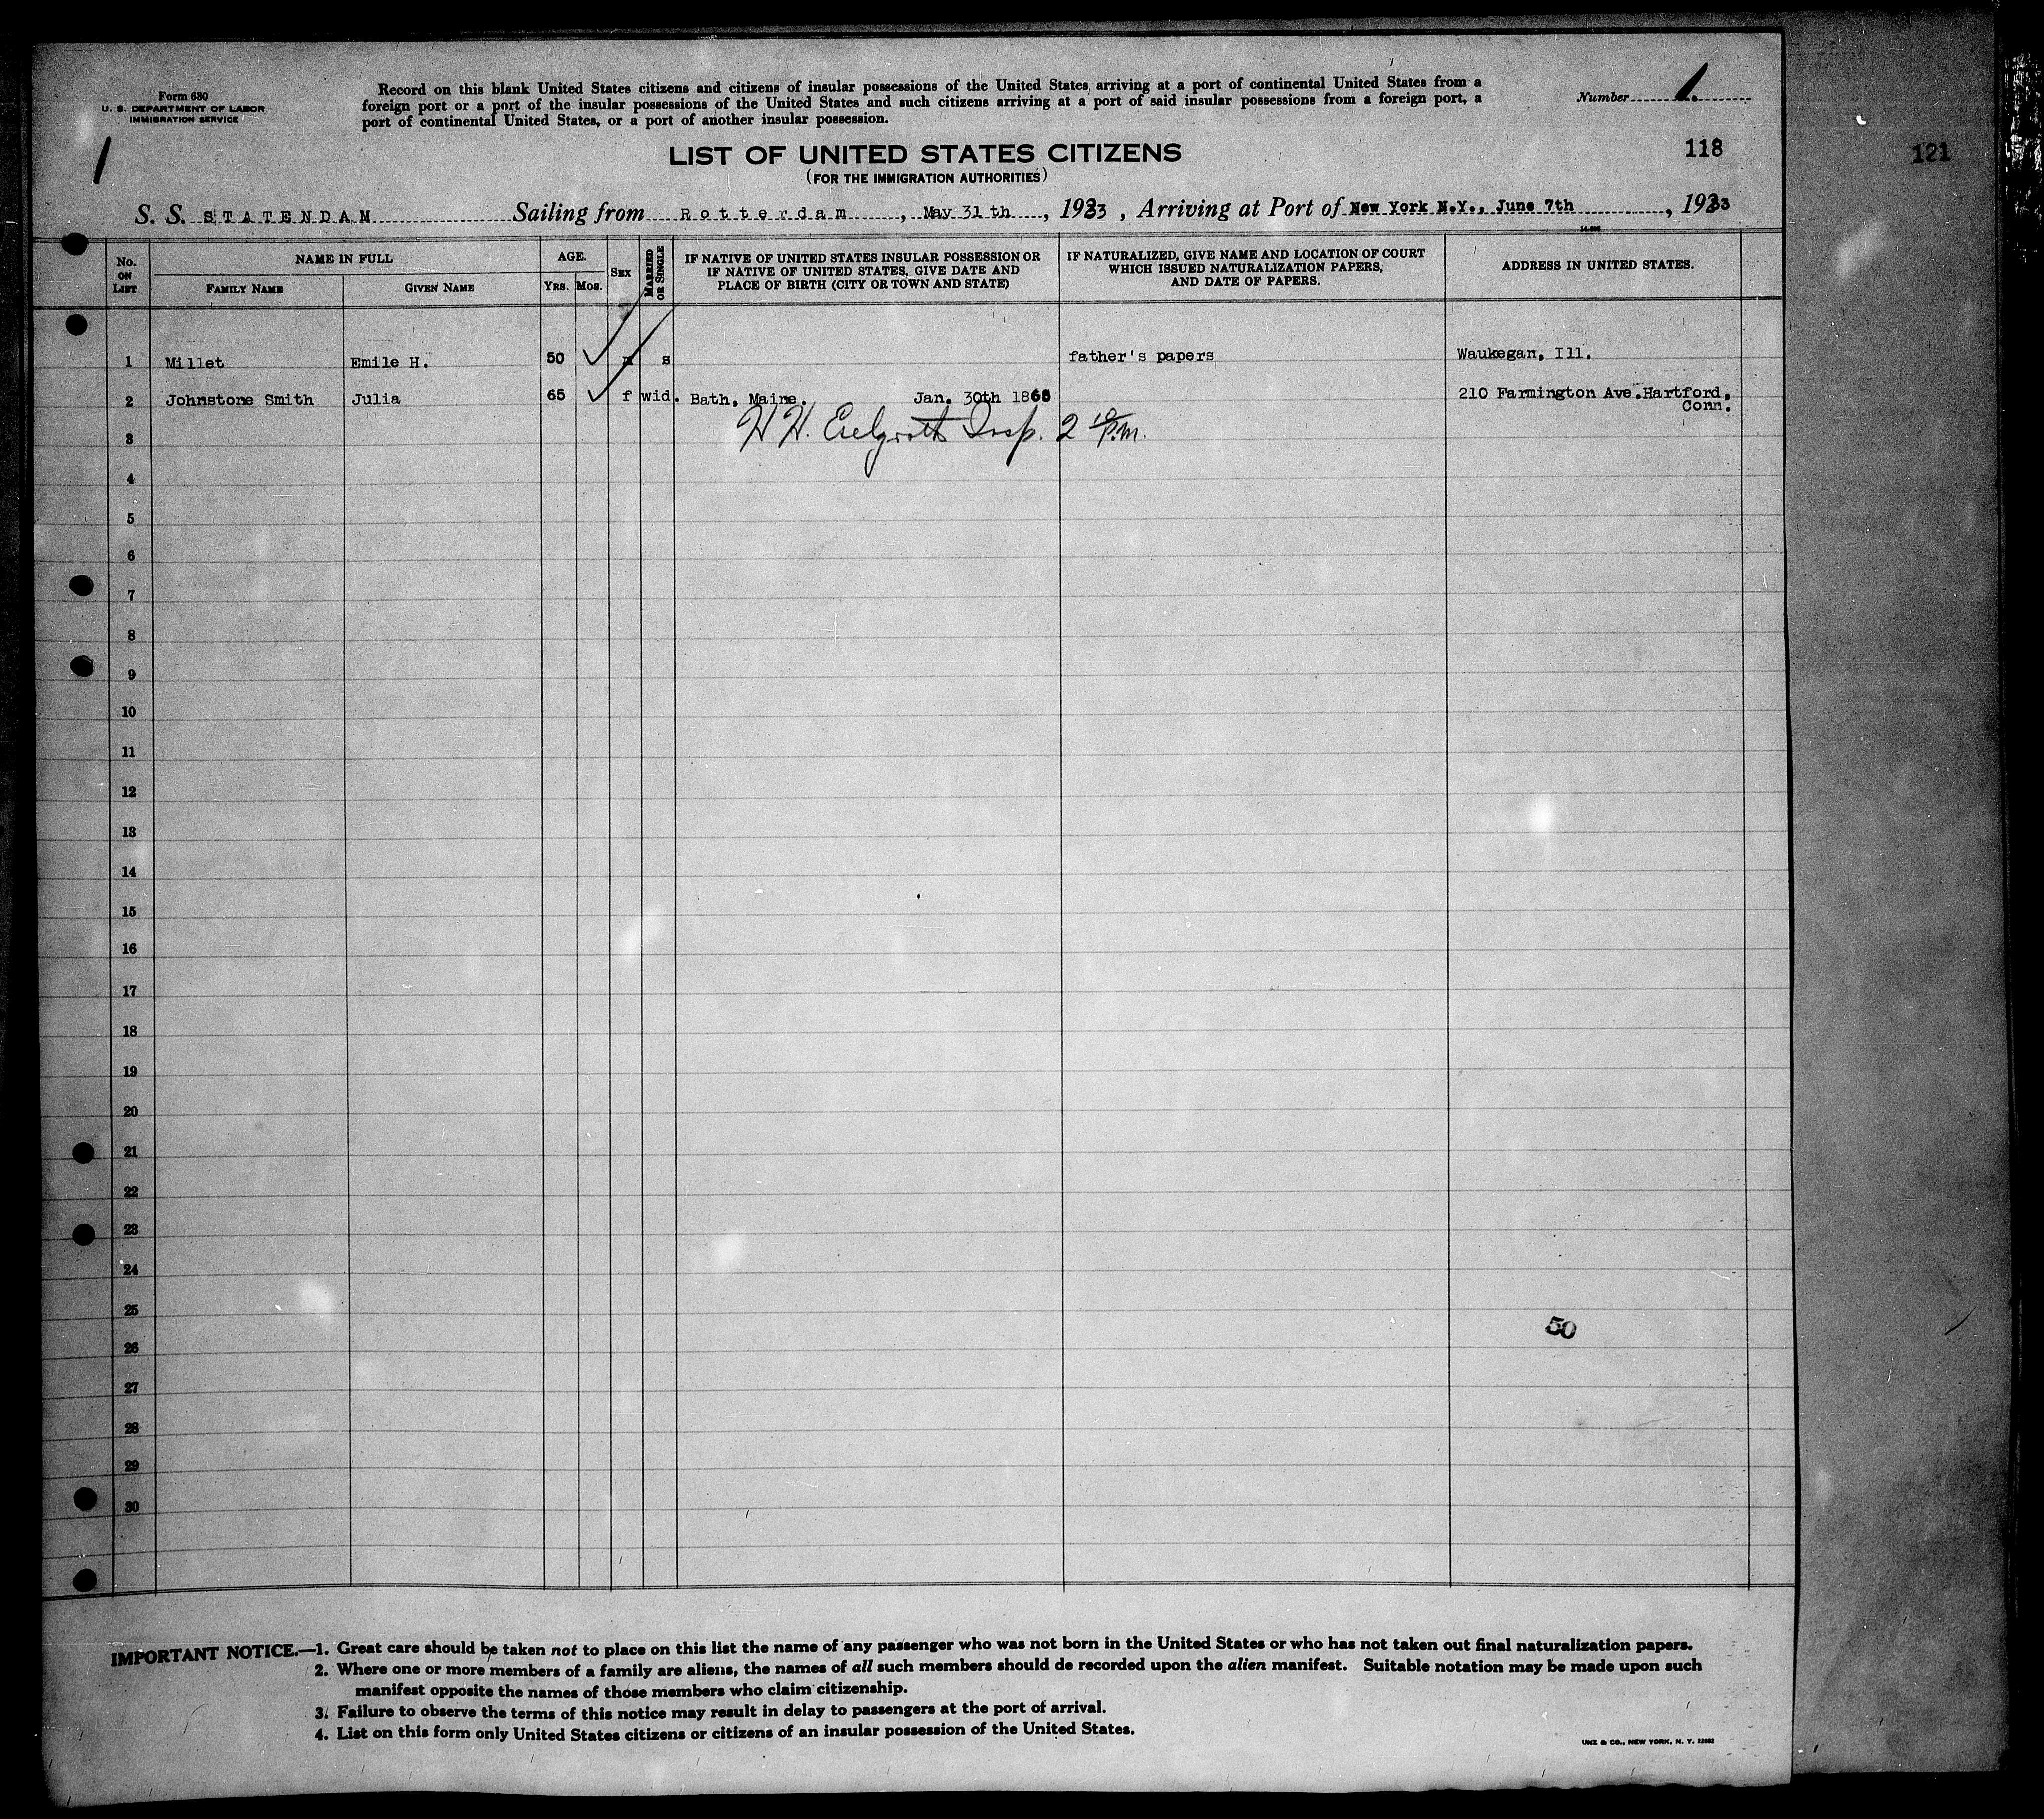 Form 630
U. S. DEPARTMENT OF LABOR
IMMIGRATION SERVICE
Record on this blank United States citizens and citizens of insular possessions of the United States arriving at a port of continental United States from a
foreign port or a port of the insular possessions of the United States and such citizens arriving at a port of said insular possessions from a foreign port, a
port of continental United States, or a port of another insular possession.
Number 1.
1
118
121
LIST OF UNITED STATES CITIZENS
(FOR THE IMMIGRATION AUTHORITIES)
S. S. STATENDAM Sailing from Rotterdam, May 31th, 1933, Arriving at Port of New York N.Y., June 7th, 1933
No. ON LIST
NAME IN FULL
FAMILY NAME
GIVEN NAME
AGE.
YRS. MOS.
SEX
MARRIED OR SINGLE
IF NATIVE OF UNITED STATES INSULAR POSSESSION OR
IF NATIVE OF UNITED STATES, GIVE DATE AND
PLACE OF BIRTH (CITY OR TOWN AND STATE)
IF NATURALIZED, GIVE NAME AND LOCATION OF COURT
WHICH ISSUED NATURALIZATION PAPERS,
AND DATE OF PAPERS.
ADDRESS IN UNITED STATES.
1 Millet Emile H. 50 m s father's papers Waukegan, Ill.
2 Johnstone Smith Julia 65 f wid. Bath, Maine. Jan. 30th 1868 210 Farmington Ave.Hartford,
Conn.
3 H H. Insp. 2 P.m.
4
5
6
7
8
9
10
11
12
13
14
15
16
17
18
19
20
21
22
23
24
25
50
26
27
28
29
30
IMPORTANT NOTICE.—1. Great care should be taken not to place on this list the name of any passenger who was not born in the United States or who has not taken out final naturalization papers.
2. Where one or more members of a family are aliens, the names of all such members should de recorded upon the alien manifest. Suitable notation may be made upon such
manifest opposite the names of those members who claim citizenship.
3. Failure to observe the terms of this notice may result in delay to passengers at the port of arrival.
4. List on this form only United States citizens or citizens of an insular possession of the United States.
UNZ & CO., NEW YORK, N. Y.